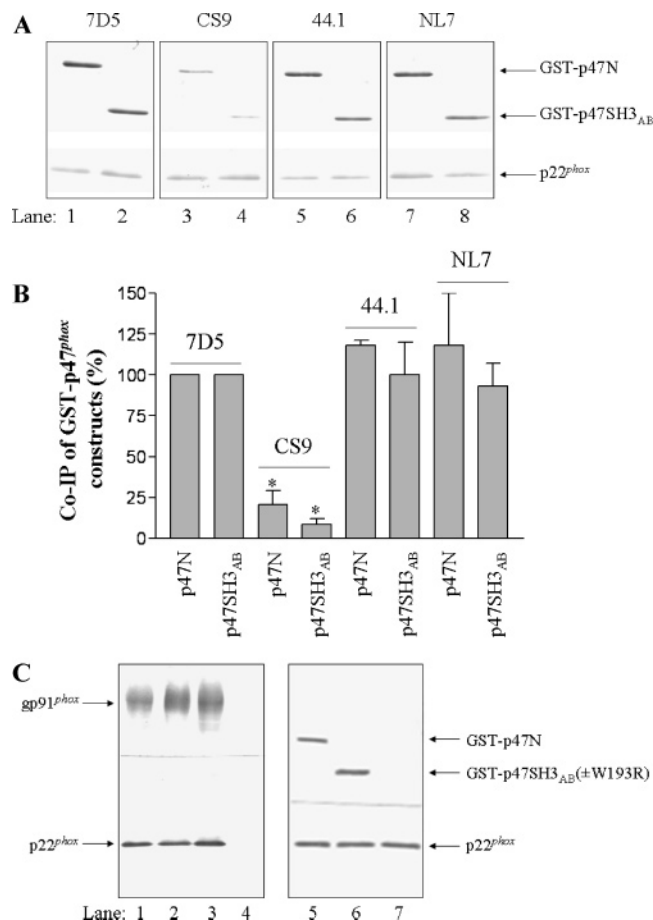 A
7D5 CS9 44.1 NL7
GST-p47N
GST-p47SH3AB
p22phox
Lane: 1 2 3 4 5 6 7 8
B
Co-IP of GST-p47phox
constructs (%)
150
125
100
75
50
25
0
7D5
CS9
44.1
NL7
*
*
p47N
p47SH3AB
p47N
p47SH3AB
p47N
p47SH3AB
p47N
p47SH3AB
C
gp91phox
p22phox
GST-p47N
GST-p47SH3AB(±W193R)
p22phox
Lane: 1 2 3 4 5 6 7